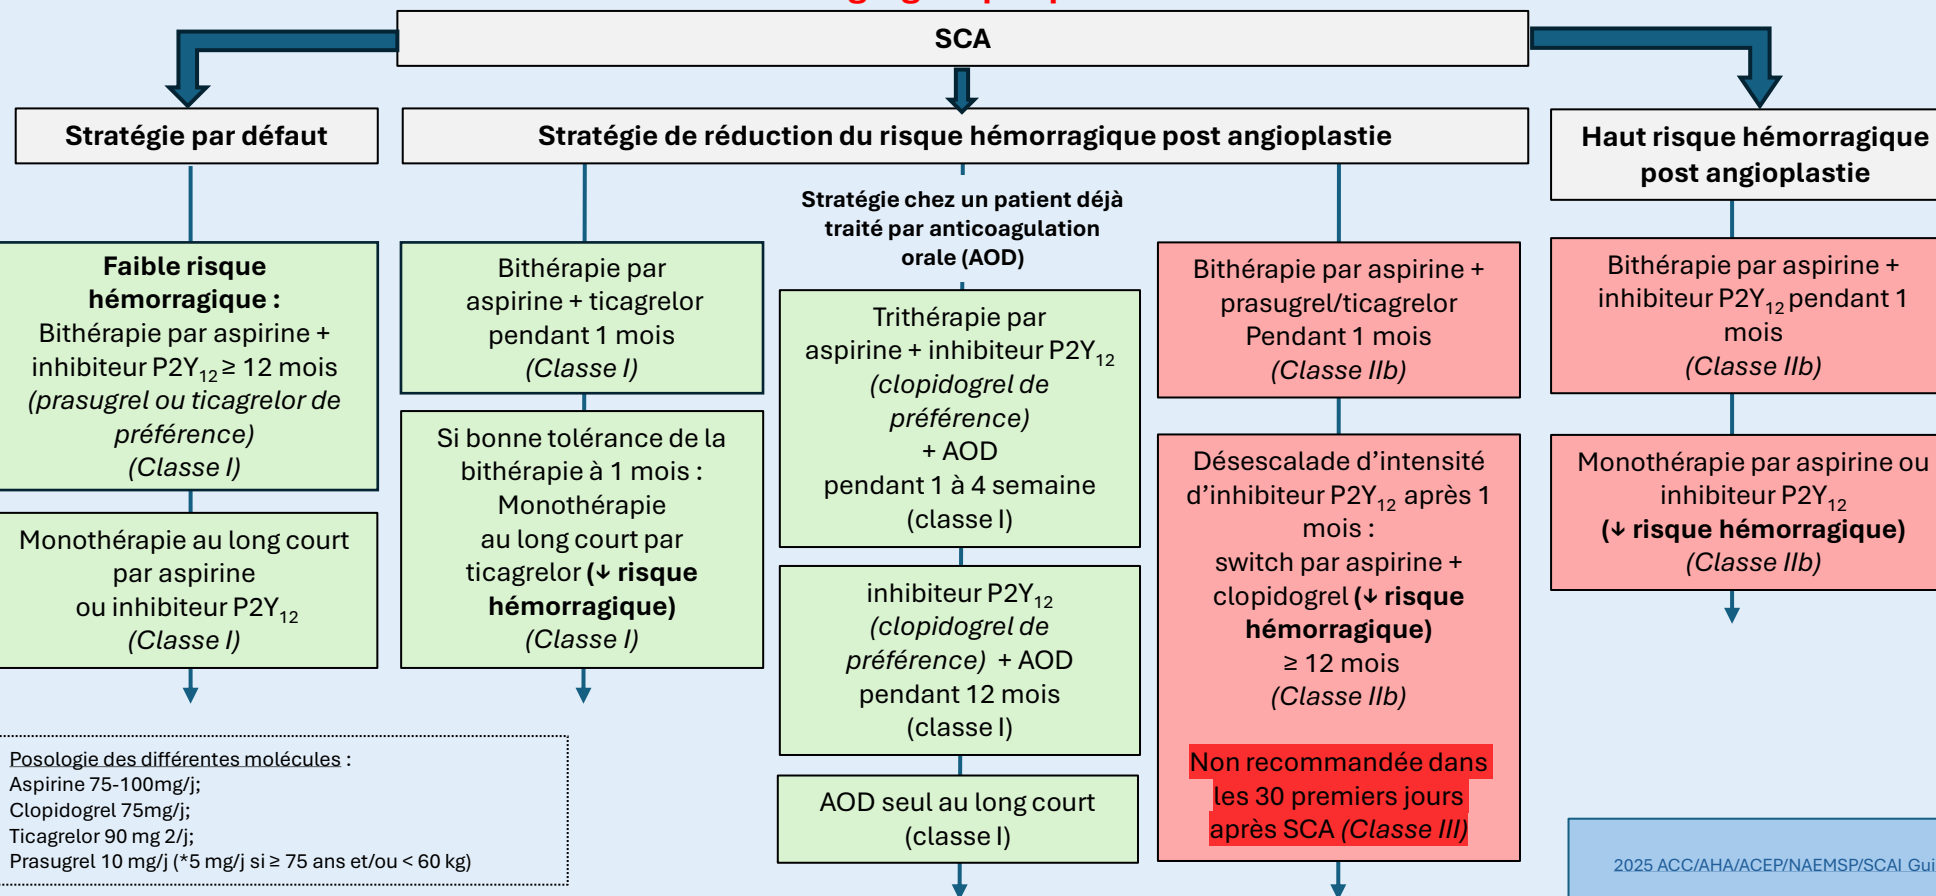 SCA
Stratégie par défaut
Stratégie de réduction du risque hémorragique post angioplastie
Haut risque hémorragique
post angioplastie
Faible risque
hémorragique :
Bithérapie par aspirine +
inhibiteur P2Y₁₂ ≥ 12 mois
(prasugrel ou ticagrelor de
préférence)
(Classe I)
Monothérapie au long court
par aspirine
ou inhibiteur P2Y₁₂
(Classe I)
Bithérapie par
aspirine + ticagrelor
pendant 1 mois
(Classe I)
Si bonne tolérance de la
bithérapie à 1 mois :
Monothérapie
au long court par
ticagrelor (↓ risque
hémorragique)
(Classe I)
Stratégie chez un patient déjà
traité par anticoagulation
orale (AOD)
Trithérapie par
aspirine + inhibiteur P2Y₁₂
(clopidogrel de
préférence)
+ AOD
pendant 1 à 4 semaine
(classe I)
inhibiteur P2Y₁₂
(clopidogrel de
préférence) + AOD
pendant 12 mois
(classe I)
AOD seul au long court
(classe I)
Bithérapie par aspirine +
prasugrel/ticagrelor
Pendant 1 mois
(Classe IIb)
Désescalade d’intensité
d’inhibiteur P2Y₁₂ après 1
mois :
switch par aspirine +
clopidogrel (↓ risque
hémorragique)
≥ 12 mois
(Classe IIb)
Non recommandée dans
les 30 premiers jours
après SCA (Classe III)
Bithérapie par aspirine +
inhibiteur P2Y₁₂ pendant 1
mois
(Classe IIb)
Monothérapie par aspirine ou
inhibiteur P2Y₁₂
(↓ risque hémorragique)
(Classe IIb)
Posologie des différentes molécules :
Aspirine 75-100mg/j;
Clopidogrel 75mg/j;
Ticagrelor 90 mg 2/j;
Prasugrel 10 mg/j (*5 mg/j si ≥ 75 ans et/ou < 60 kg)
2025 ACC/AHA/ACEP/NAEMSP/SCAI Gui